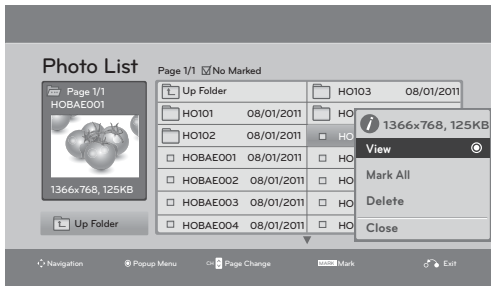 Photo List
Page 1/1 ☑No Marked
Page 1/1
HOBAE001
1366x768, 125KB
Up Folder
Up Folder
HO101 08/01/2011
HO102 08/01/2011
HOBAE001 08/01/2011
HOBAE002 08/01/2011
HOBAE003 08/01/2011
HOBAE004 08/01/2011
HO103 08/01/2011
HO
HO
HO
HO
HO
HO
1366x768, 125KB
View
Mark All
Delete
Close
Navigation
Popup Menu
CH Page Change
MARK Mark
Exit